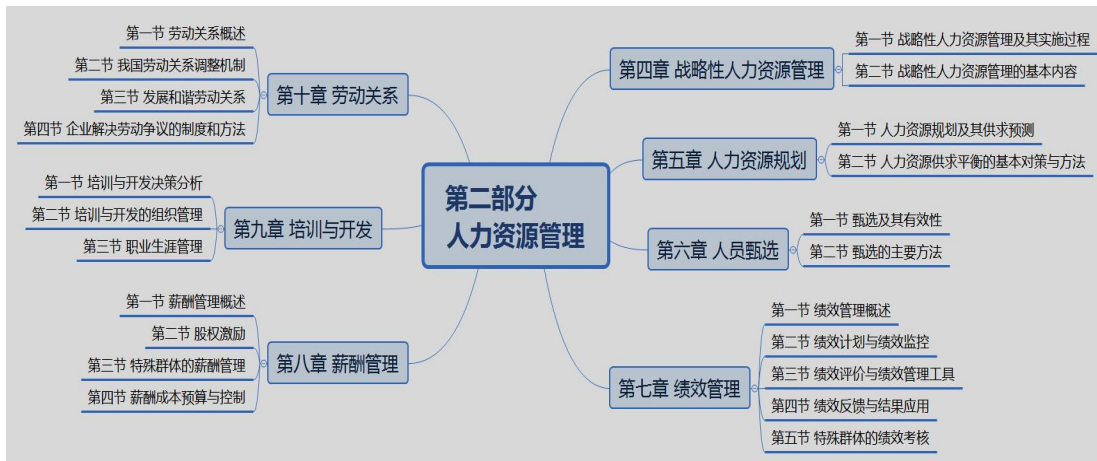 第二部分
人力资源管理
第四章 战略性人力资源管理
第一节 战略性人力资源管理及其实施过程
第二节 战略性人力资源管理的基本内容
第五章 人力资源规划
第一节 人力资源规划及其供求预测
第二节 人力资源供求平衡的基本对策与方法
第六章 人员甄选
第一节 甄选及其有效性
第二节 甄选的主要方法
第七章 绩效管理
第一节 绩效管理概述
第二节 绩效计划与绩效监控
第三节 绩效评价与绩效管理工具
第四节 绩效反馈与结果应用
第五节 特殊群体的绩效考核
第八章 薪酬管理
第一节 薪酬管理概述
第二节 股权激励
第三节 特殊群体的薪酬管理
第四节 薪酬成本预算与控制
第九章 培训与开发
第一节 培训与开发决策分析
第二节 培训与开发的组织管理
第三节 职业生涯管理
第十章 劳动关系
第一节 劳动关系概述
第二节 我国劳动关系调整机制
第三节 发展和谐劳动关系
第四节 企业解决劳动争议的制度和方法